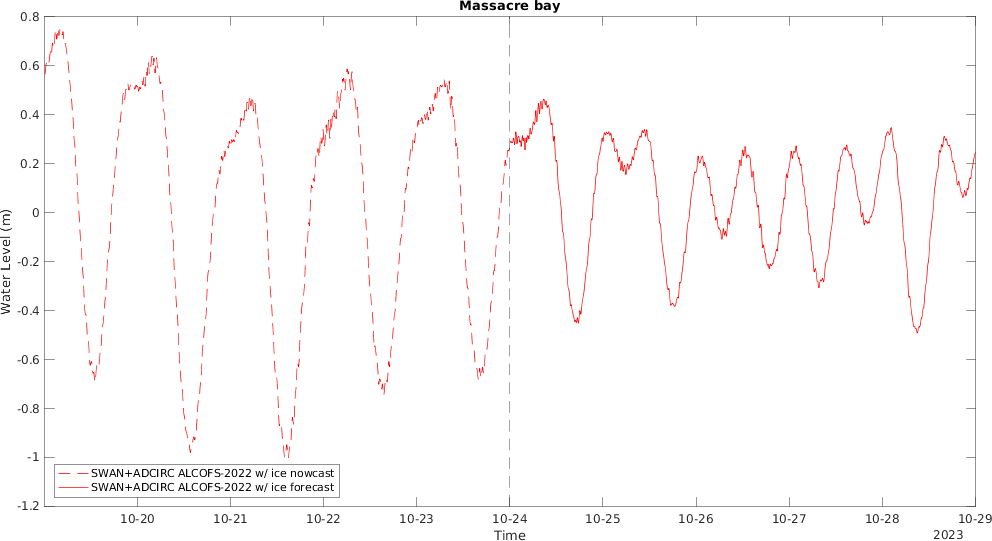 Massacre bay
0.8
0.6
0.4
0.2
0
-0.2
-0.4
-0.6
-0.8
-1
-1.2
Water Level (m)
SWAN+ADCIRC ALCOFS-2022 w/ ice nowcast
SWAN+ADCIRC ALCOFS-2022 w/ ice forecast
10-20 10-21 10-22 10-23 10-24 10-25 10-26 10-27 10-28 10-29
Time
2023